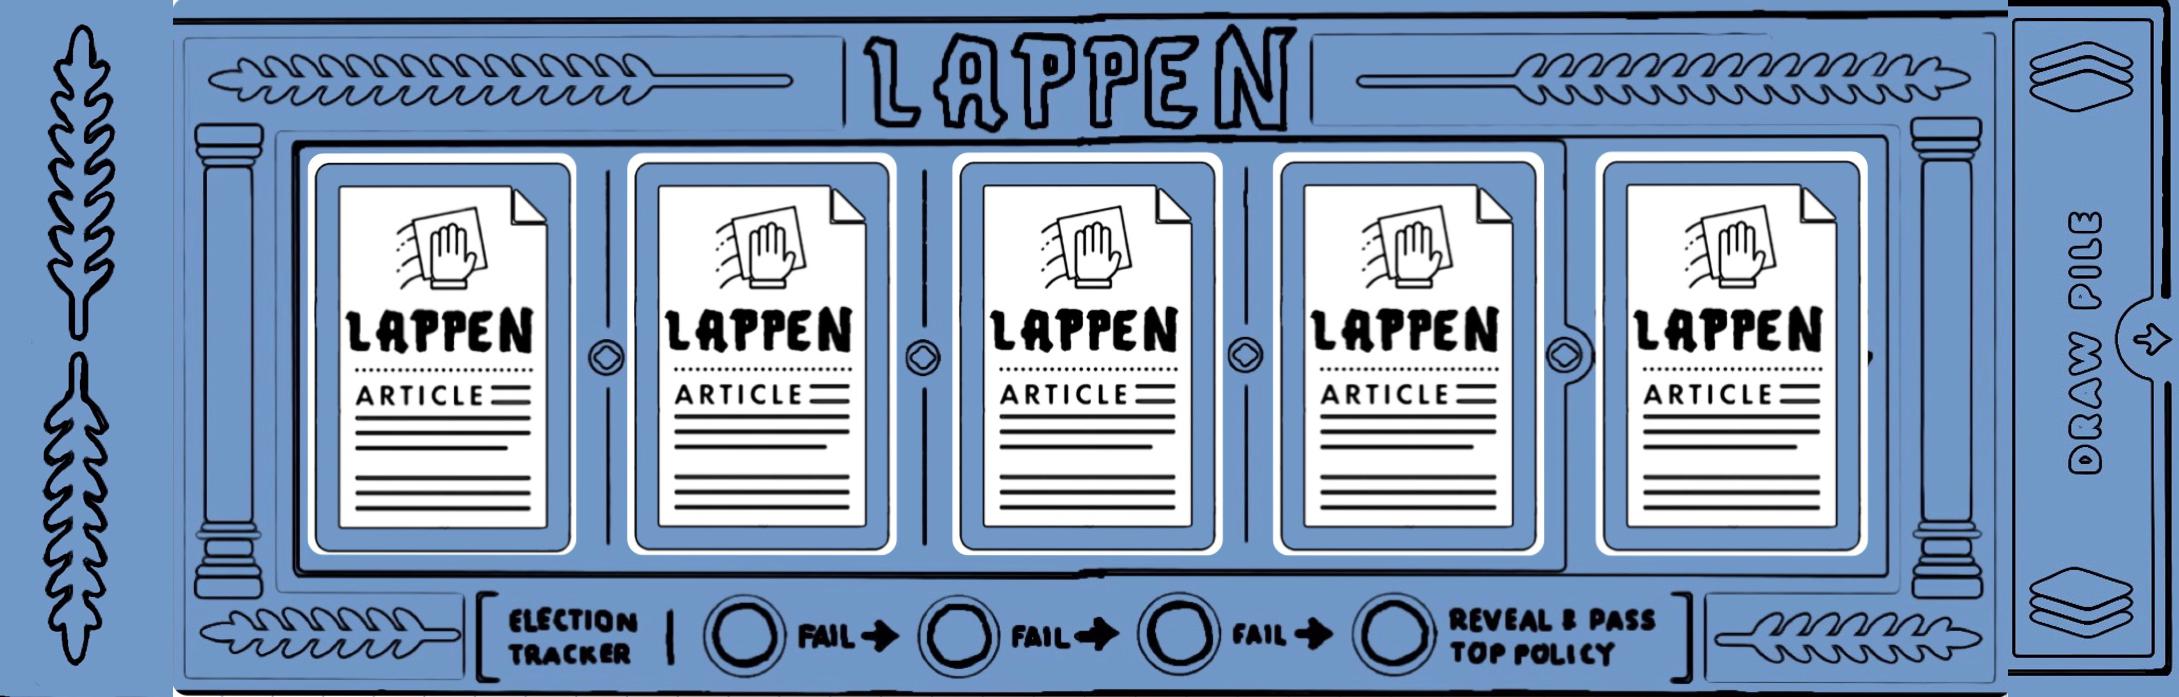 LAPPEN
LAPPEN
ARTICLE
LAPPEN
ARTICLE
LAPPEN
ARTICLE
LAPPEN
ARTICLE
LAPPEN
ARTICLE
DRAW PILE
ELECTION
TRACKER
FAIL
FAIL
FAIL
REVEAL & PASS
TOP POLICY